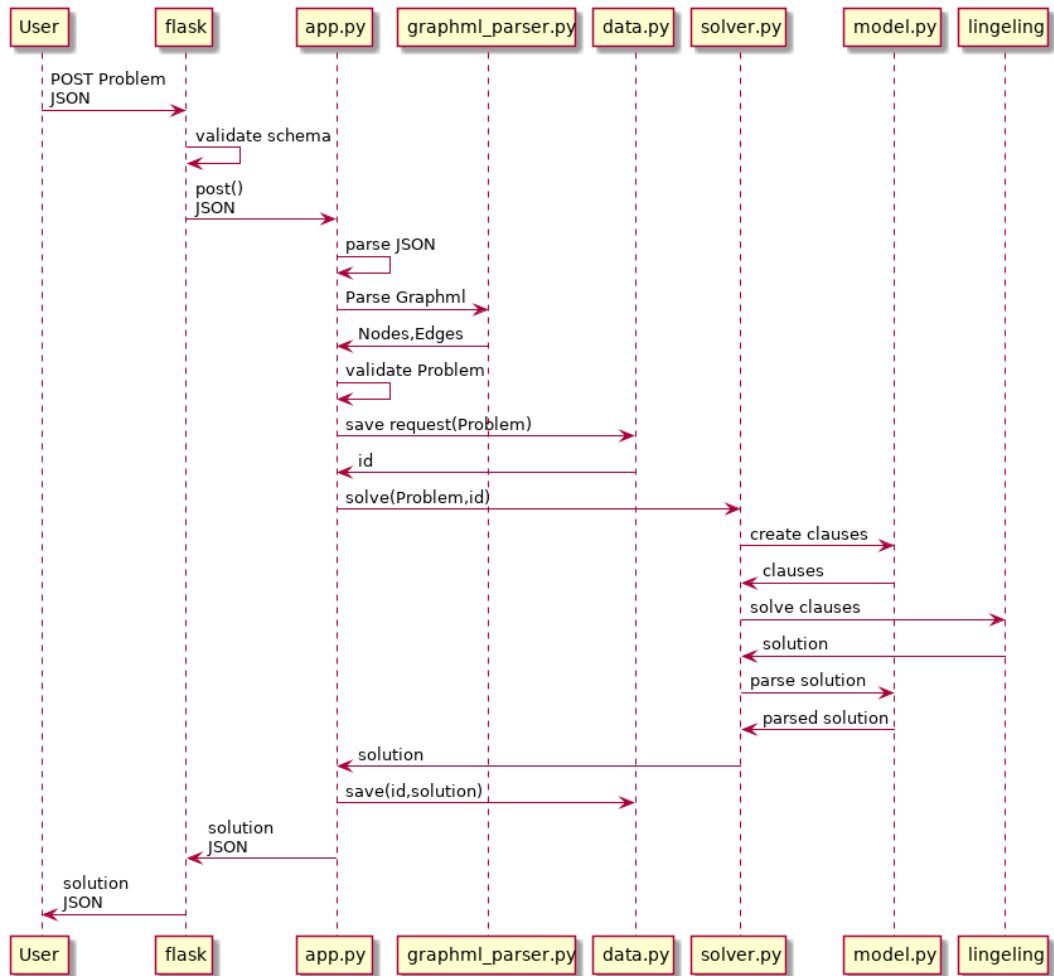 User flask app.py graphml_parser.py data.py solver.py model.py lingeling
POST Problem
JSON
validate schema
post()
JSON
parse JSON
Parse Graphml
Nodes,Edges
validate Problem
save request(Problem)
id
solve(Problem,id)
create clauses
clauses
solve clauses
solution
parse solution
parsed solution
solution
save(id,solution)
solution
JSON
solution
JSON
User flask app.py graphml_parser.py data.py solver.py model.py lingeling